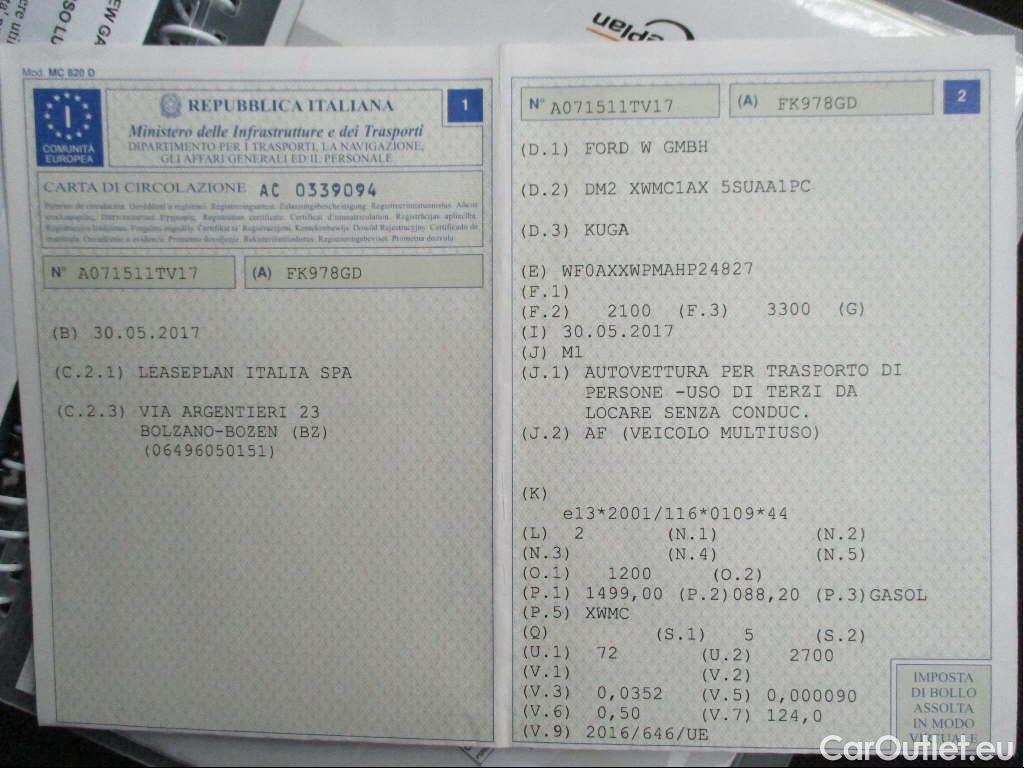 NEW GA
SO LU
ere util
eplan
Mod. MC 820 D
I
COMUNITÀ
EUROPEA
REPUBBLICA ITALIANA
1
Ministero delle Infrastrutture e dei Trasporti
DIPARTIMENTO PER I TRASPORTI, LA NAVIGAZIONE,
GLI AFFARI GENERALI ED IL PERSONALE
CARTA DI CIRCOLAZIONE AC 0339094
N° A071511TV17 (A) FK978GD
(B) 30.05.2017
(C.2.1) LEASEPLAN ITALIA SPA
(C.2.3) VIA ARGENTIERI 23
BOLZANO-BOZEN (BZ)
(06496050151)
N° A071511TV17 (A) FK978GD 2
(D.1) FORD W GMBH
(D.2) DM2 XWMC1AX 5SUAA1PC
(D.3) KUGA
(E) WF0AXXWPMAHP24827
(F.1)
(F.2) 2100 (F.3) 3300 (G)
(I) 30.05.2017
(J) M1
(J.1) AUTOVETTURA PER TRASPORTO DI
PERSONE -USO DI TERZI DA
LOCARE SENZA CONDUC.
(J.2) AF (VEICOLO MULTIUSO)
(K)
e13*2001/116*0109*44
(L) 2 (N.1) (N.2)
(N.3) (N.4) (N.5)
(O.1) 1200 (O.2)
(P.1) 1499,00 (P.2)088,20 (P.3)GASOL
(P.5) XWMC
(Q) (S.1) 5 (S.2)
(U.1) 72 (U.2) 2700
(V.1) (V.2)
(V.3) 0,0352 (V.5) 0,000090
(V.6) 0,50 (V.7) 124,0
(V.9) 2016/646/UE
IMPOSTA
DI BOLLO
ASSOLTA
IN MODO
VIRTUALE
CarOutlet.eu